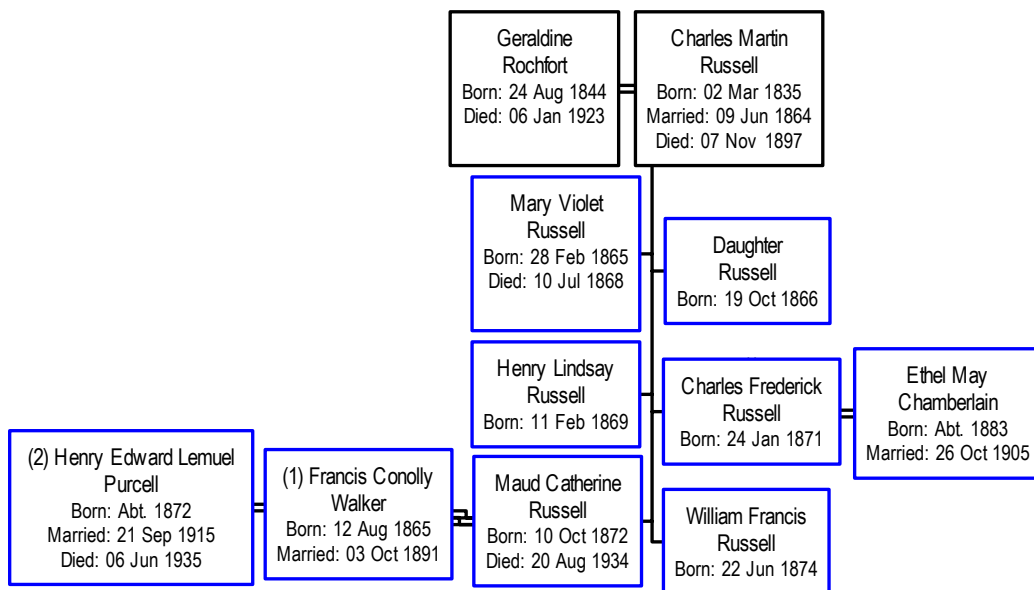 Geraldine
Rochfort
Born: 24 Aug 1844
Died: 06 Jan 1923
Charles Martin
Russell
Born: 02 Mar 1835
Married: 09 Jun 1864
Died: 07 Nov 1897
Mary Violet
Russell
Born: 28 Feb 1865
Died: 10 Jul 1868
Daughter
Russell
Born: 19 Oct 1866
Henry Lindsay
Russell
Born: 11 Feb 1869
Charles Frederick
Russell
Born: 24 Jan 1871
Ethel May
Chamberlain
Born: Abt. 1883
Married: 26 Oct 1905
(2) Henry Edward Lemuel
Purcell
Born: Abt. 1872
Married: 21 Sep 1915
Died: 06 Jun 1935
(1) Francis Conolly
Walker
Born: 12 Aug 1865
Married: 03 Oct 1891
Maud Catherine
Russell
Born: 10 Oct 1872
Died: 20 Aug 1934
William Francis
Russell
Born: 22 Jun 1874